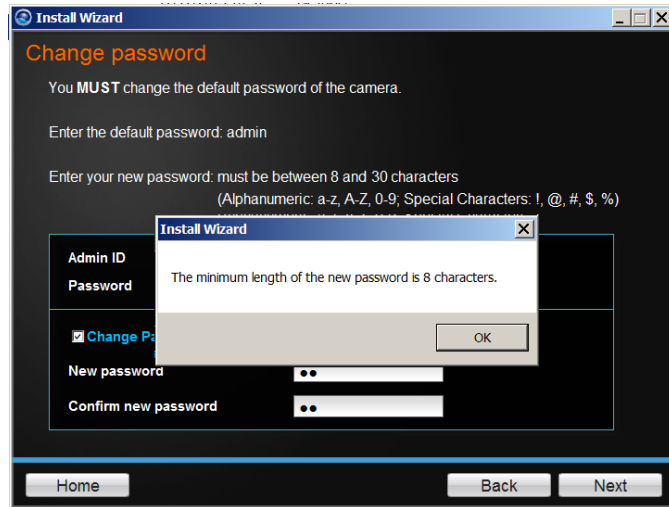 Install Wizard
Change password
You MUST change the default password of the camera.
Enter the default password: admin
Enter your new password: must be between 8 and 30 characters
(Alphanumeric: a-z, A-Z, 0-9; Special Characters: !, @, #, $, %)
Install Wizard
The minimum length of the new password is 8 characters.
OK
Admin ID
Password
Change
New password
Confirm new password
Home
Back
Next